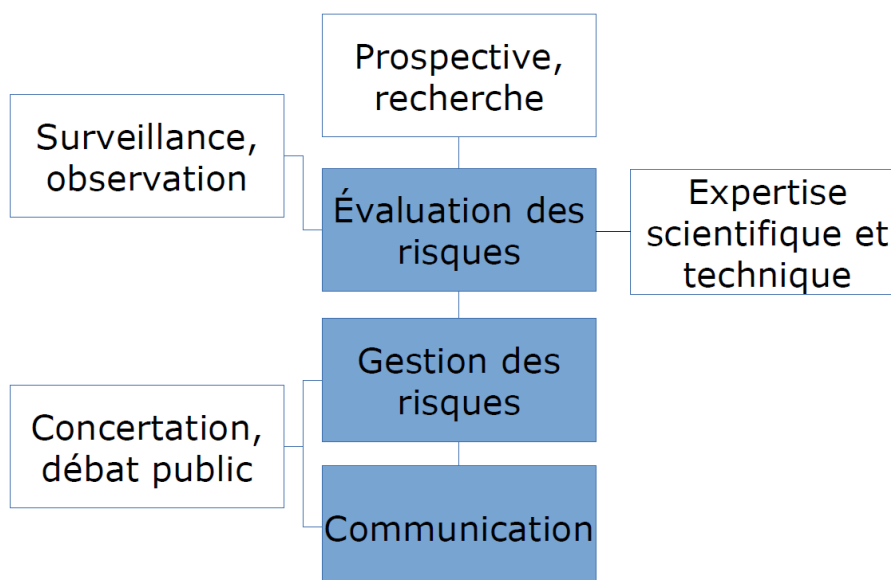 Prospective,
recherche
Surveillance,
observation
Évaluation des
risques
Expertise
scientifique et
technique
Gestion des
risques
Concertation,
débat public
Communication